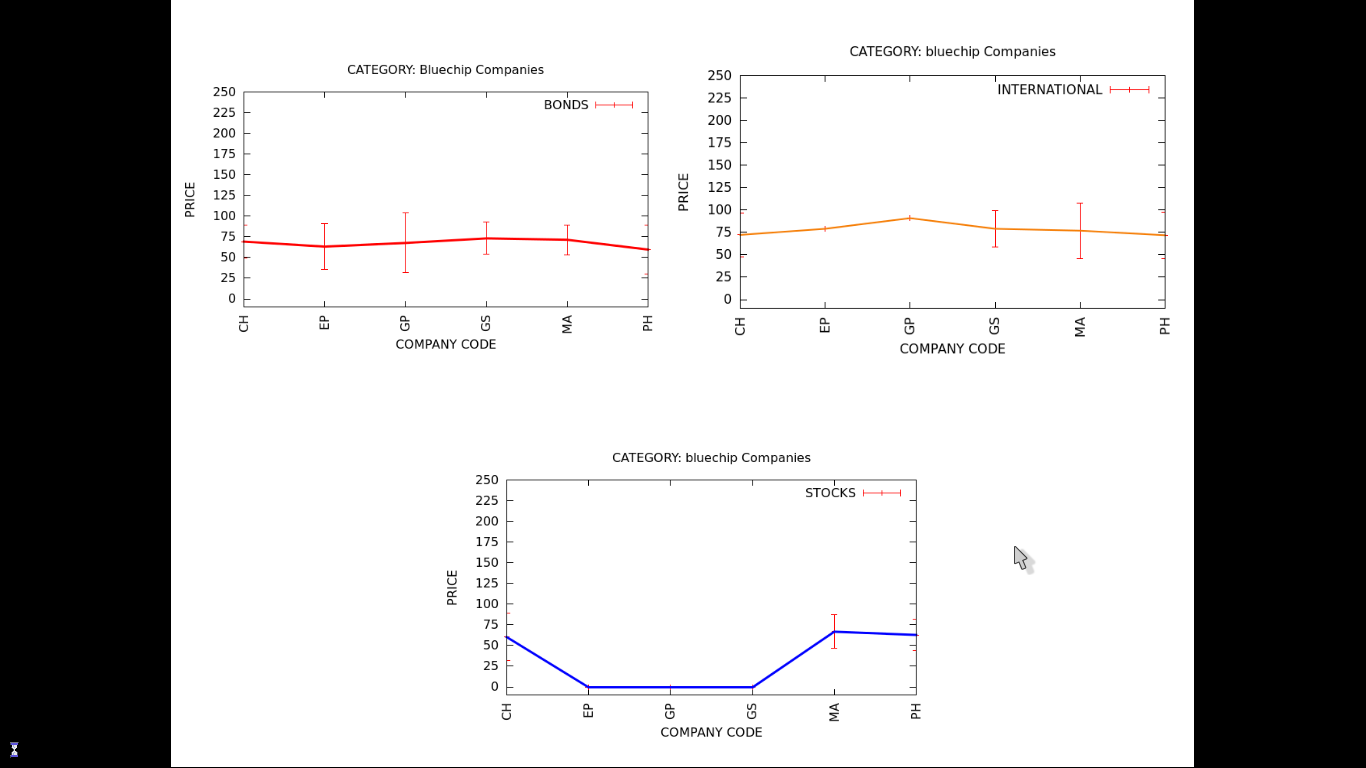 CATEGORY: Bluechip Companies
BONDS
250
225
200
175
150
125
100
75
50
25
0
PRICE
CH EP GP GS MA PH
COMPANY CODE
CATEGORY: bluechip Companies
INTERNATIONAL
250
225
200
175
150
125
100
75
50
25
0
PRICE
CH EP GP GS MA PH
COMPANY CODE
CATEGORY: bluechip Companies
STOCKS
250
225
200
175
150
125
100
75
50
25
0
PRICE
CH EP GP GS MA PH
COMPANY CODE